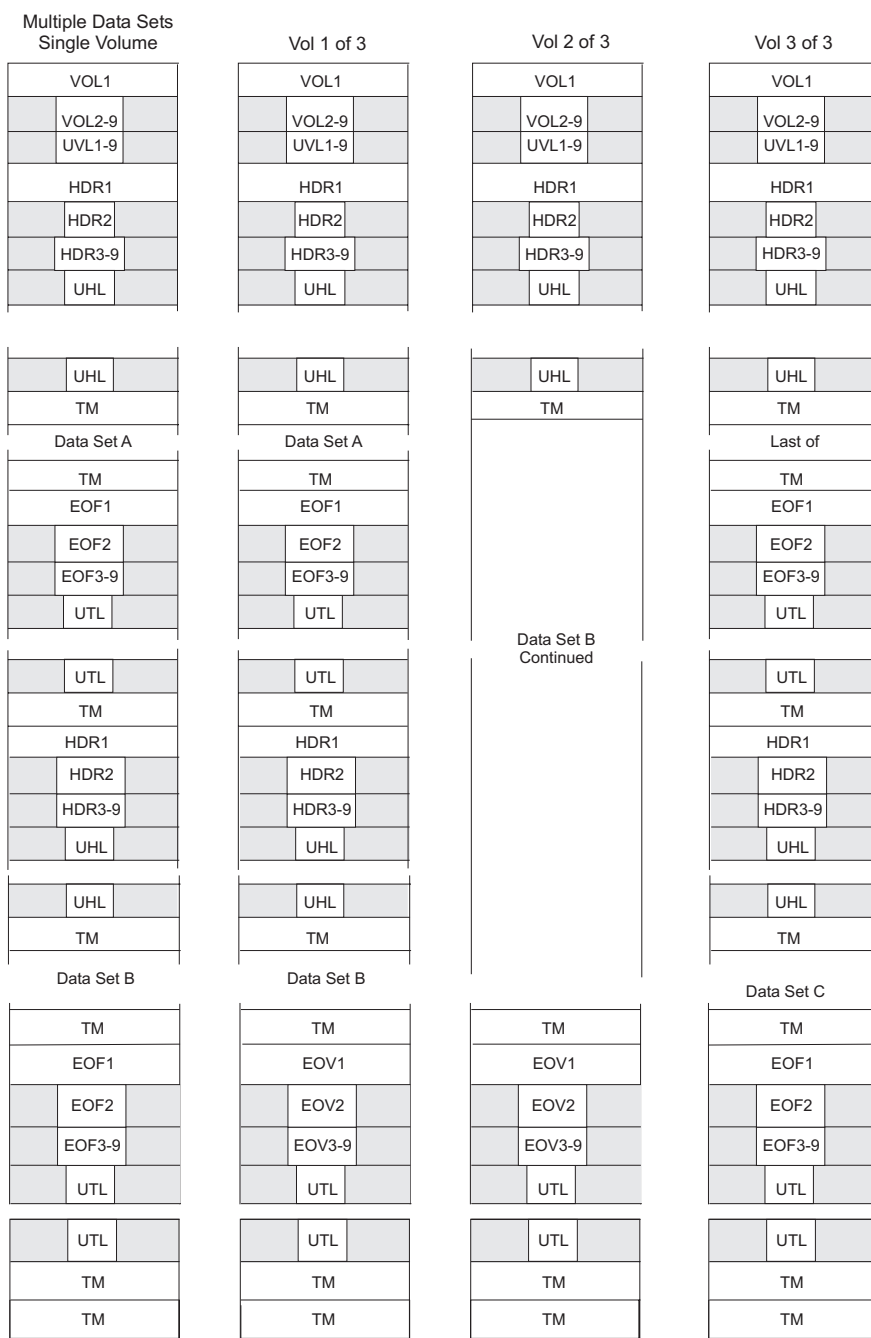 Multiple Data Sets
Single Volume
VOL1
VOL2-9
UVL1-9
HDR1
HDR2
HDR3-9
UHL
UHL
TM
Data Set A
TM
EOF1
EOF2
EOF3-9
UTL
UTL
TM
HDR1
HDR2
HDR3-9
UHL
UHL
TM
Data Set B
TM
EOF1
EOF2
EOF3-9
UTL
UTL
TM
TM
Vol 1 of 3
VOL1
VOL2-9
UVL1-9
HDR1
HDR2
HDR3-9
UHL
UHL
TM
Data Set A
TM
EOF1
EOF2
EOF3-9
UTL
UTL
TM
HDR1
HDR2
HDR3-9
UHL
UHL
TM
Data Set B
TM
EOV1
EOV2
EOV3-9
UTL
UTL
TM
TM
Vol 2 of 3
VOL1
VOL2-9
UVL1-9
HDR1
HDR2
HDR3-9
UHL
UHL
TM
Data Set B
Continued
TM
EOV1
EOV2
EOV3-9
UTL
UTL
TM
TM
Vol 3 of 3
VOL1
VOL2-9
UVL1-9
HDR1
HDR2
HDR3-9
UHL
UHL
TM
Last of
TM
EOF1
EOF2
EOF3-9
UTL
UTL
TM
HDR1
HDR2
HDR3-9
UHL
UHL
TM
Data Set C
TM
EOF1
EOF2
EOF3-9
UTL
UTL
TM
TM